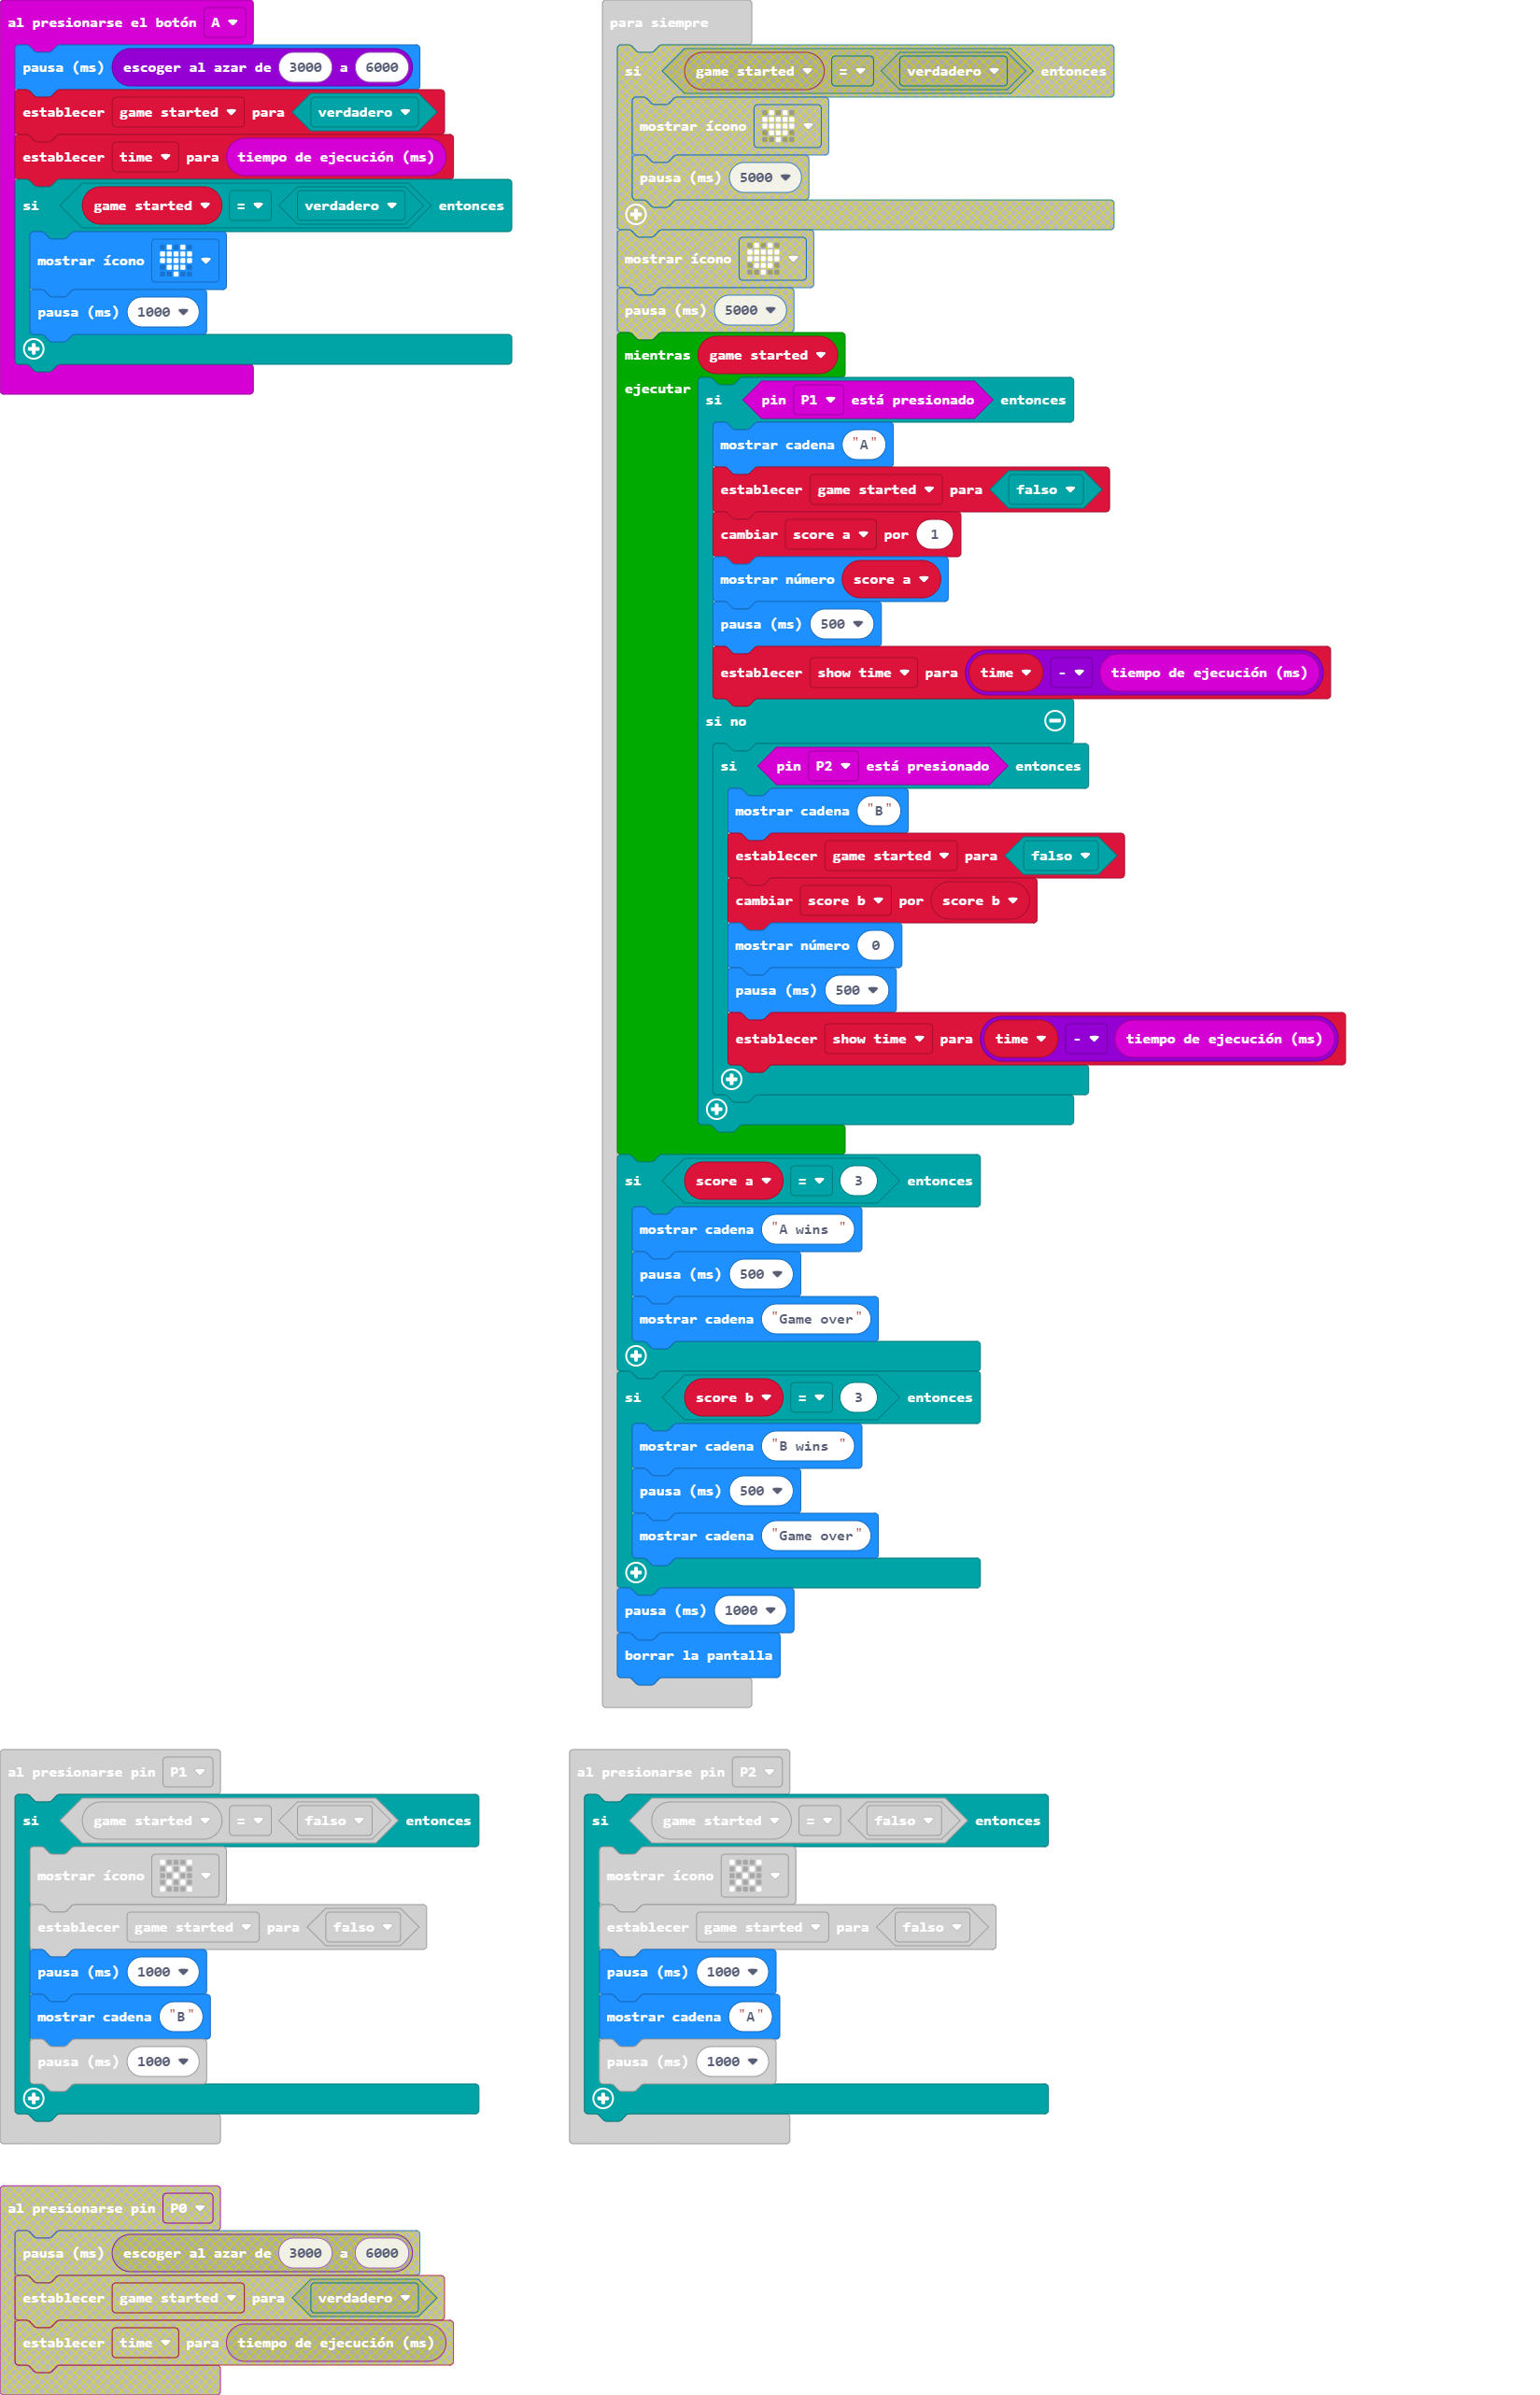 al presionarse el botón A
pausa (ms) escoger al azar de 3000 a 6000
establecer game started para verdadero
establecer time para tiempo de ejecución (ms)
si game started = verdadero entonces
mostrar ícono
pausa (ms) 1000
para siempre
si game started = verdadero entonces
mostrar ícono
pausa (ms) 5000
mostrar ícono
pausa (ms) 5000
mientras game started
ejecutar
si pin P1 está presionado entonces
mostrar cadena "A"
establecer game started para falso
cambiar score a por 1
mostrar número score a
pausa (ms) 500
establecer show time para time - tiempo de ejecución (ms)
si no
si pin P2 está presionado entonces
mostrar cadena "B"
establecer game started para falso
cambiar score b por score b
mostrar número 0
pausa (ms) 500
establecer show time para time - tiempo de ejecución (ms)
si score a = 3 entonces
mostrar cadena "A wins "
pausa (ms) 500
mostrar cadena "Game over"
si score b = 3 entonces
mostrar cadena "B wins "
pausa (ms) 500
mostrar cadena "Game over"
pausa (ms) 1000
borrar la pantalla
al presionarse pin P1
si game started = falso entonces
mostrar ícono
establecer game started para falso
pausa (ms) 1000
mostrar cadena "B"
pausa (ms) 1000
al presionarse pin P2
si game started = falso entonces
mostrar ícono
establecer game started para falso
pausa (ms) 1000
mostrar cadena "A"
pausa (ms) 1000
al presionarse pin P0
pausa (ms) escoger al azar de 3000 a 6000
establecer game started para verdadero
establecer time para tiempo de ejecución (ms)